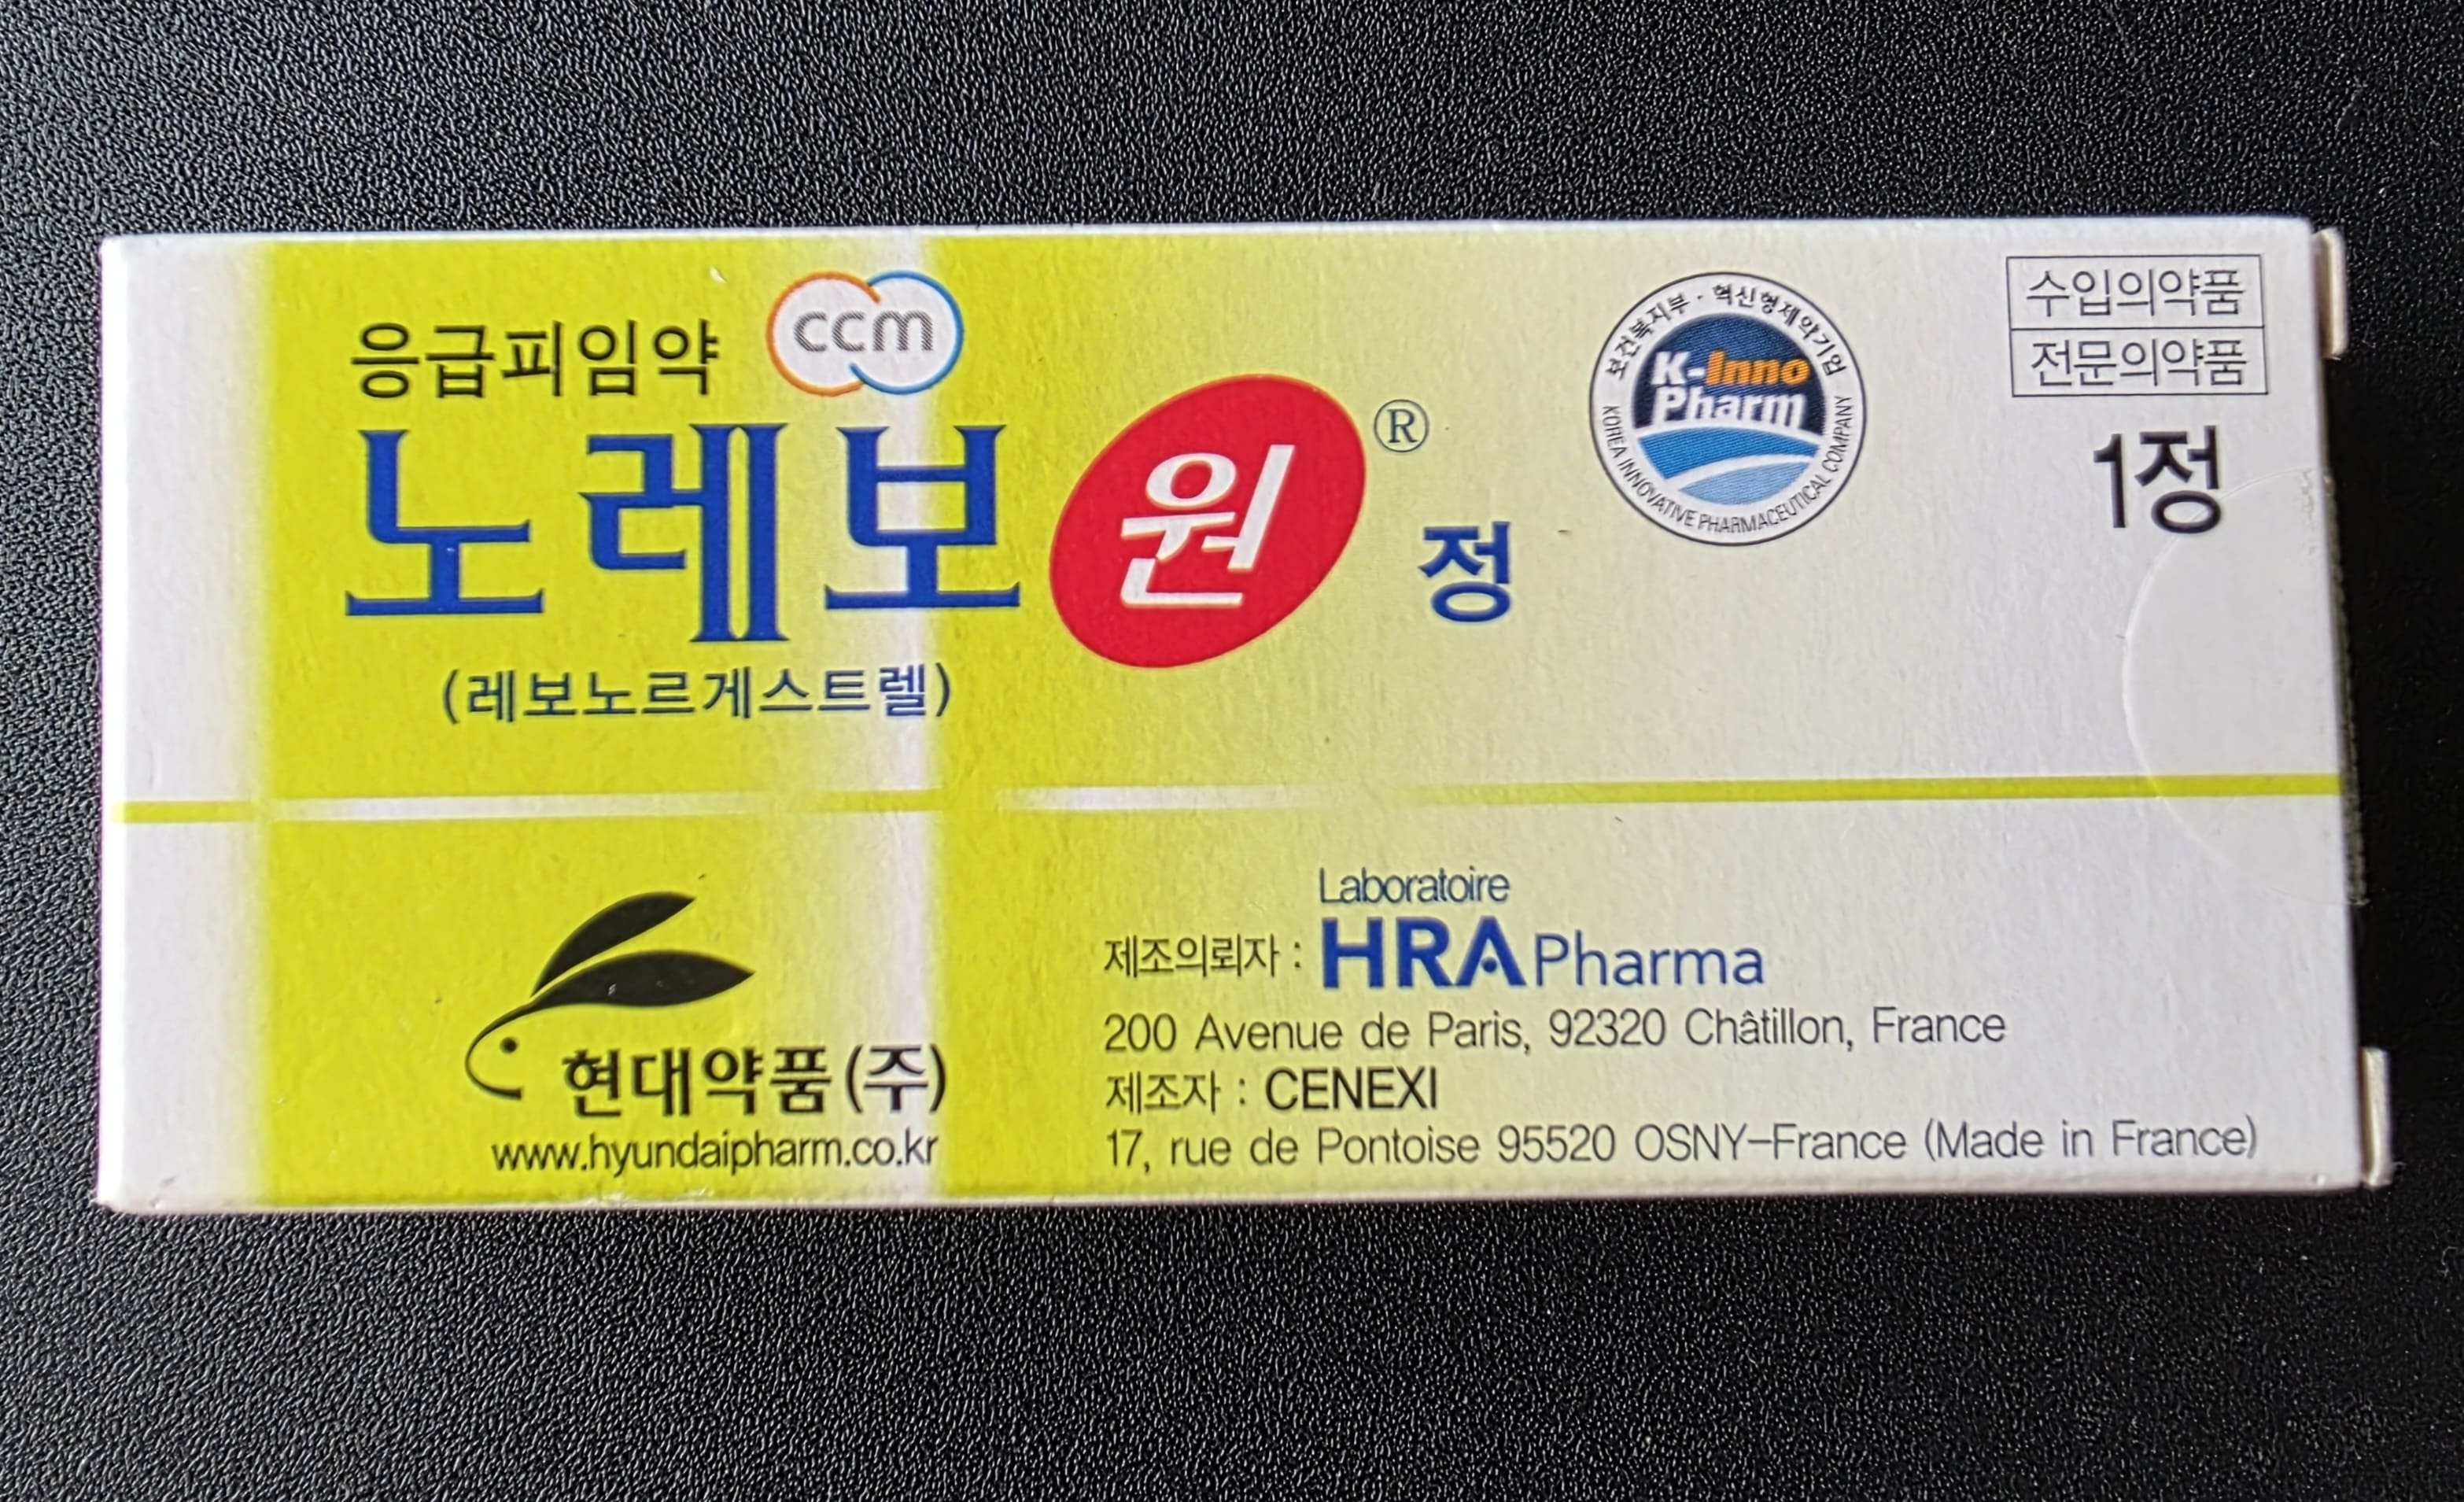 응급피임약
ccm
노레보원® 정
(레보노르게스트렐)
보건복지부 · 혁신형제약기업
K-Inno
Pharm
KOREA INNOVATIVE PHARMACEUTICAL COMPANY
수입의약품
전문의약품
1정
현대약품(주)
www.hyundaipharm.co.kr
Laboratoire
제조의뢰자 : HRA Pharma
200 Avenue de Paris, 92320 Châtillon, France
제조자 : CENEXI
17, rue de Pontoise 95520 OSNY-France (Made in France)